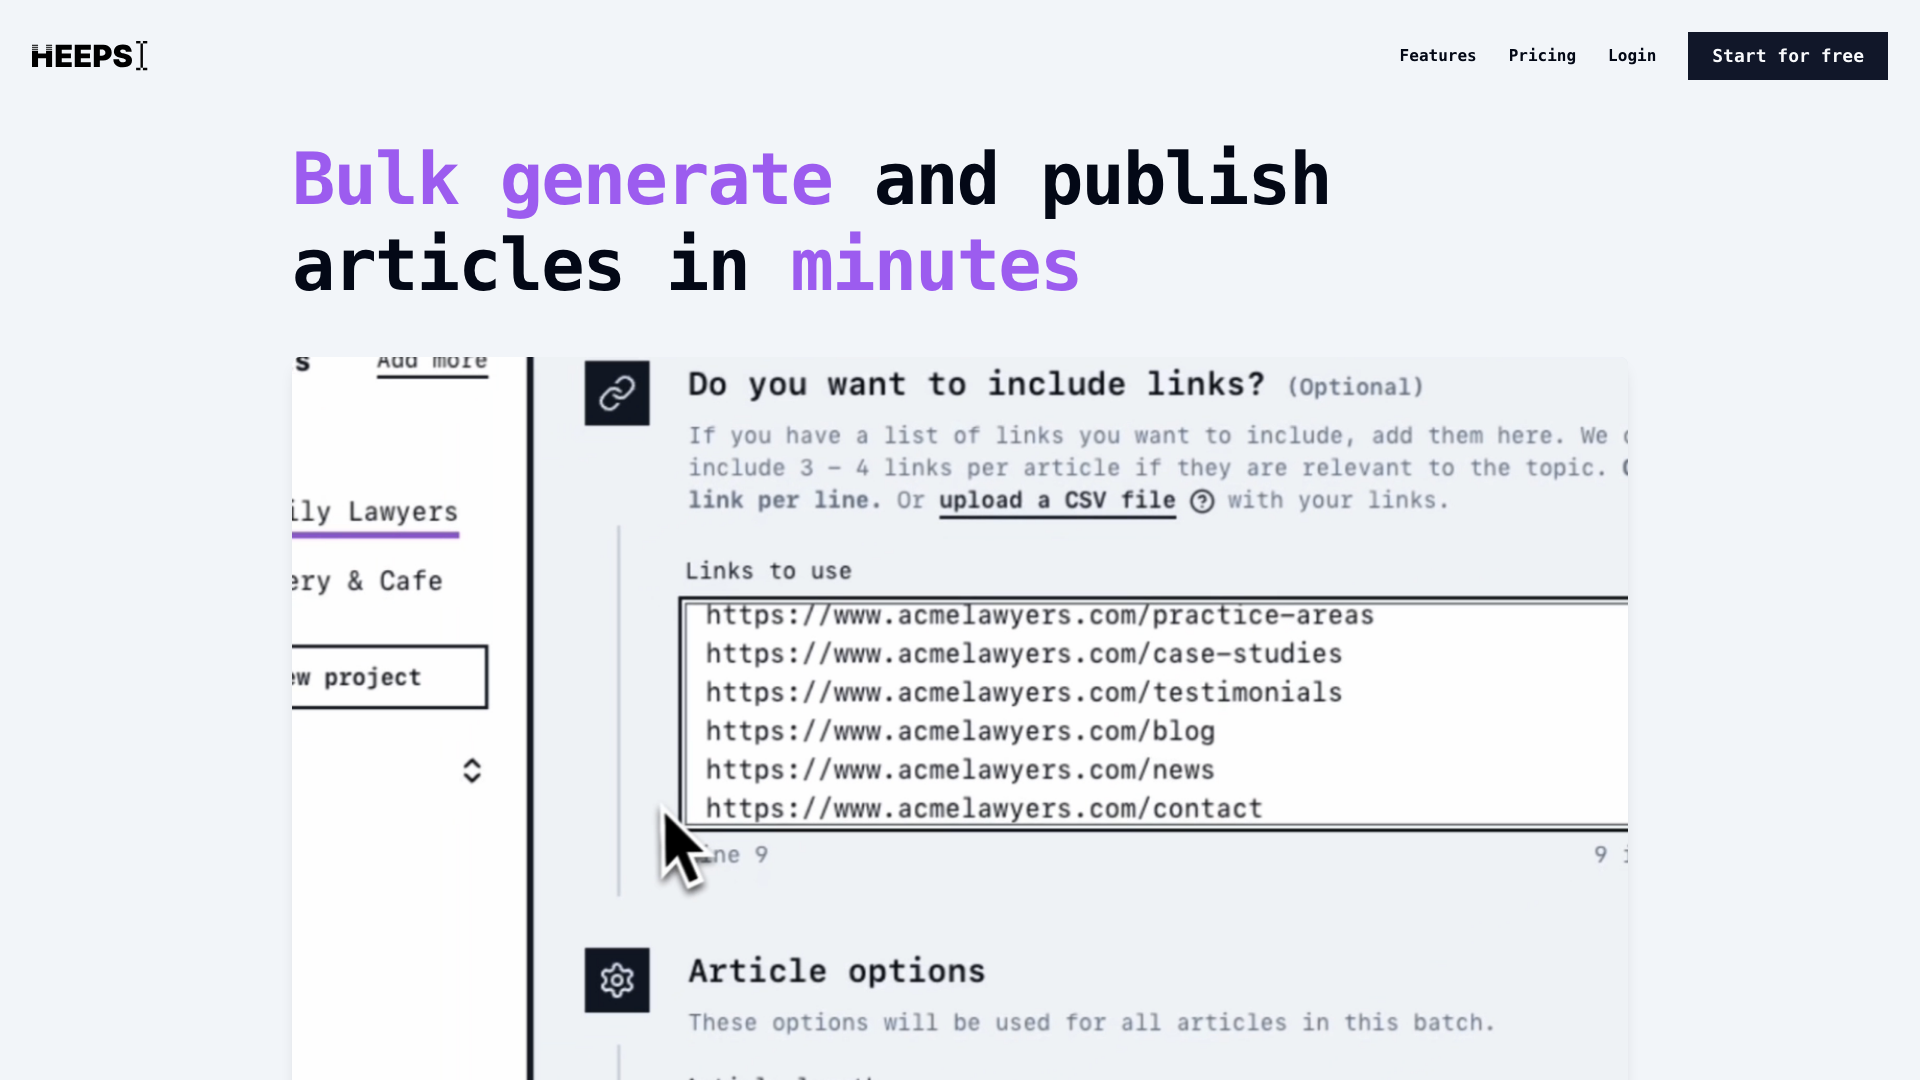 HEEPS
Features
Pricing
Login
Start for free
Bulk generate and publish
articles in minutes
s
Add more
ily Lawyers
ery & Cafe
ew project
Do you want to include links? (Optional)
If you have a list of links you want to include, add them here. We
include 3 – 4 links per article if they are relevant to the topic.
link per line. Or upload a CSV file ? with your links.
Links to use
https://www.acmelawyers.com/practice-areas
https://www.acmelawyers.com/case-studies
https://www.acmelawyers.com/testimonials
https://www.acmelawyers.com/blog
https://www.acmelawyers.com/news
https://www.acmelawyers.com/contact
ne 9
9
Article options
These options will be used for all articles in this batch.